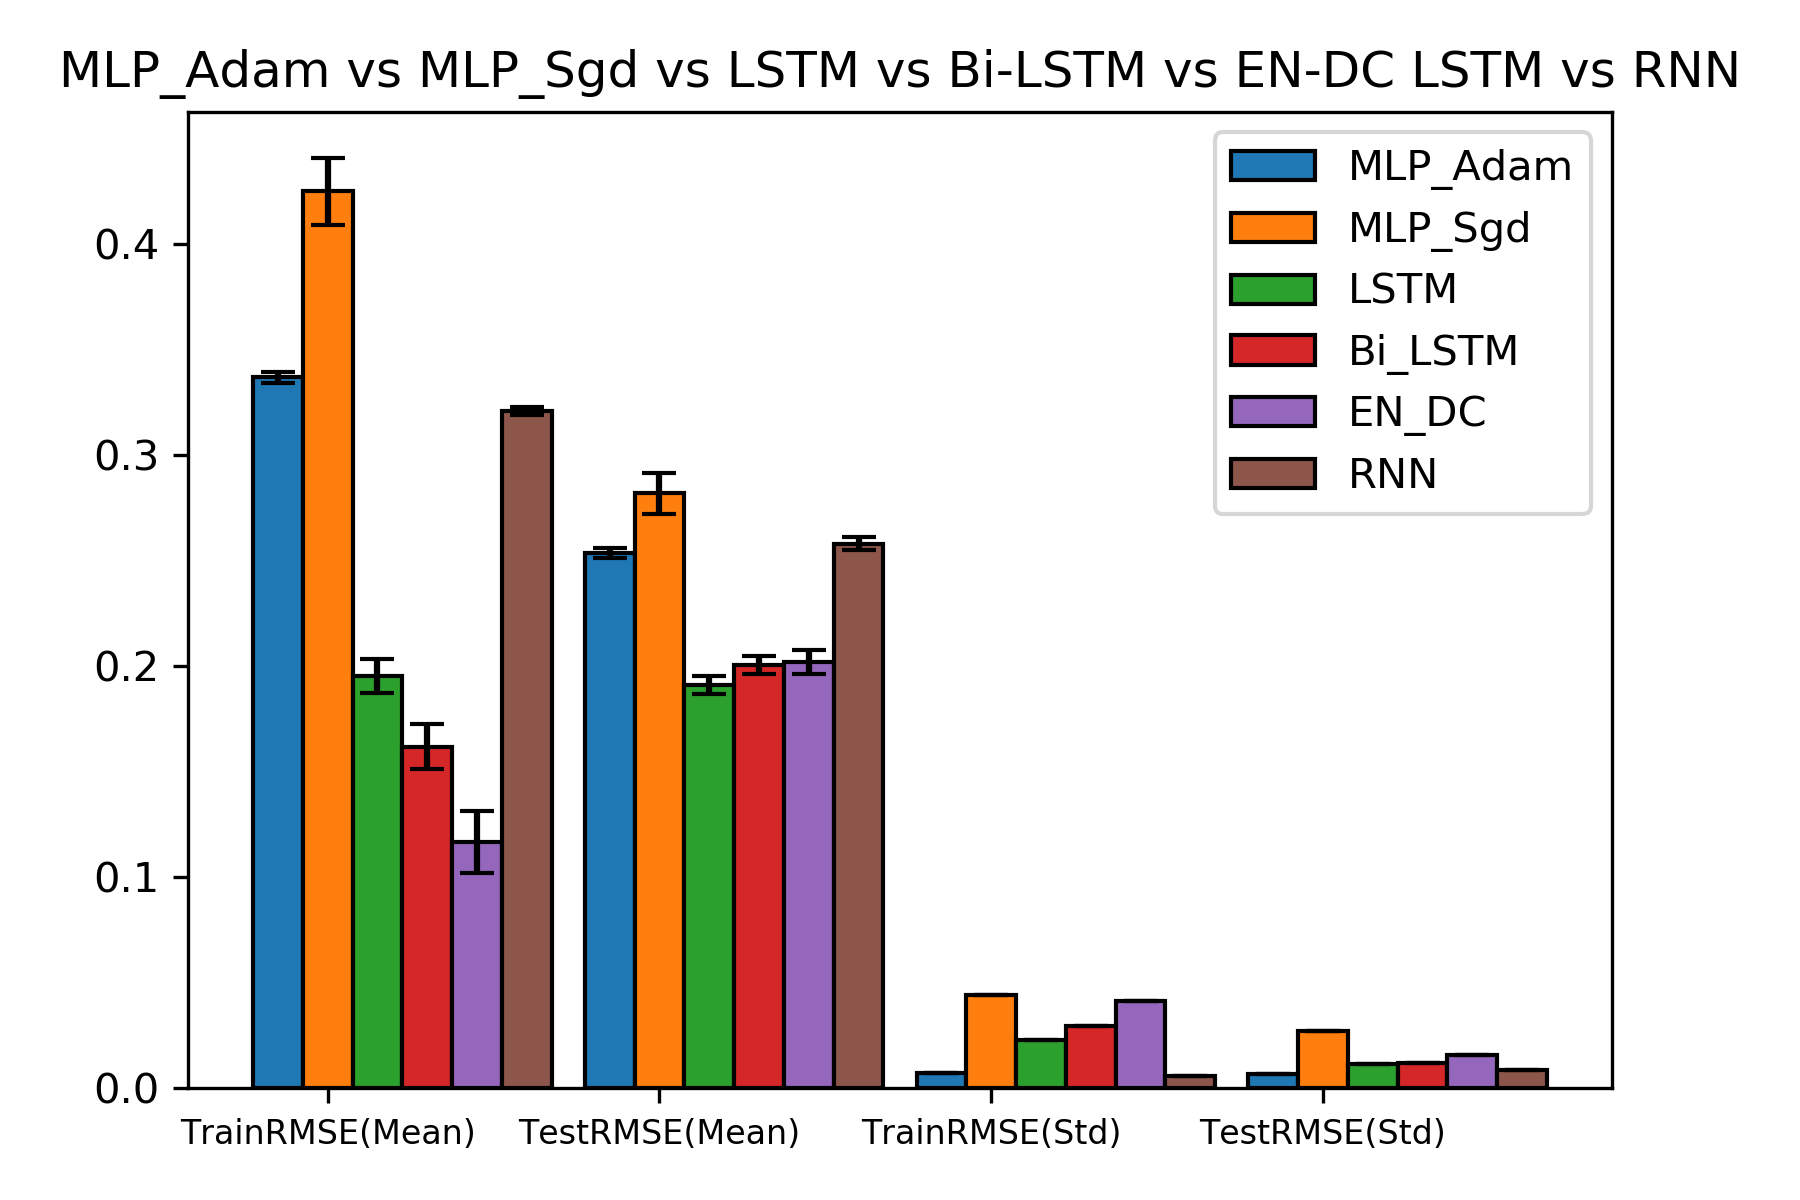 MLP_Adam vs MLP_Sgd vs LSTM vs Bi-LSTM vs EN-DC LSTM vs RNN
MLP_Adam
MLP_Sgd
LSTM
Bi_LSTM
EN_DC
RNN
0.4
0.3
0.2
0.1
0.0
TrainRMSE(Mean) TestRMSE(Mean) TrainRMSE(Std) TestRMSE(Std)